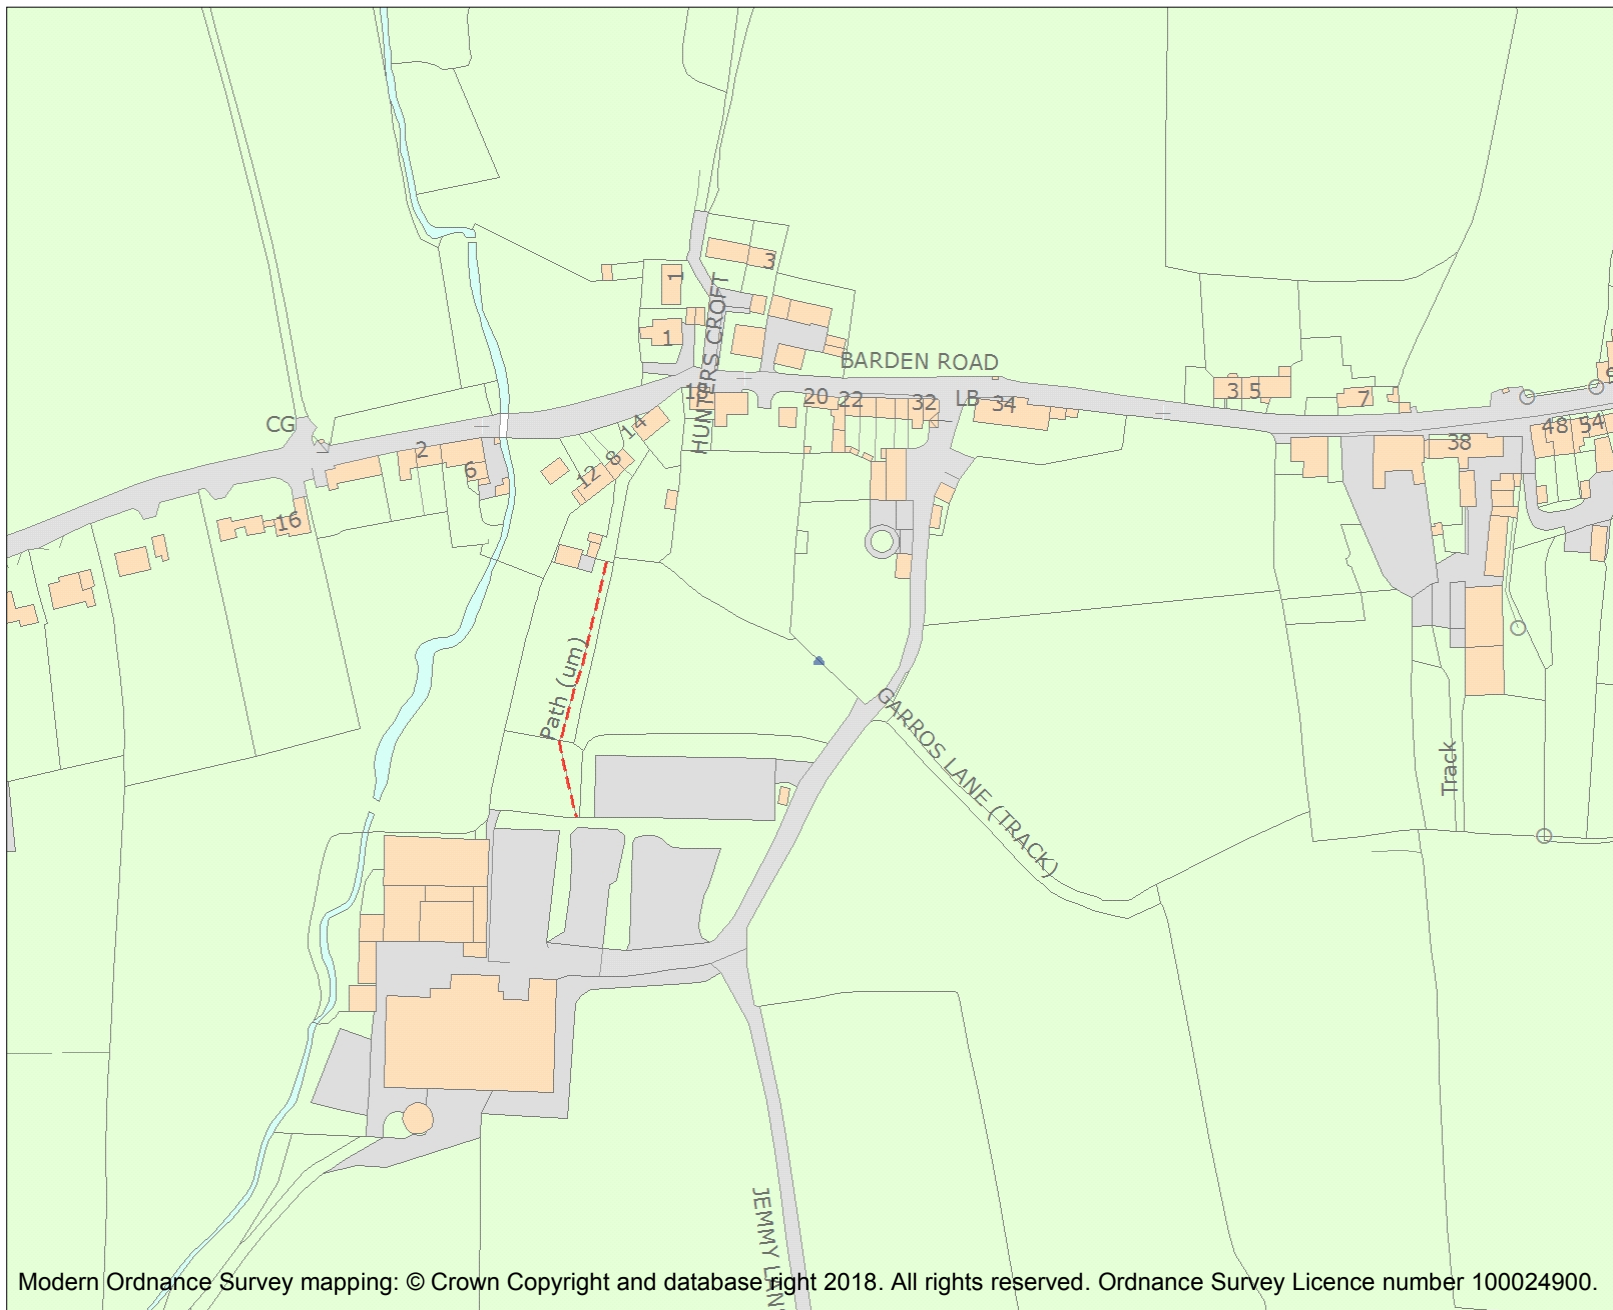 3
1
HUNTERS CROFT
1
BARDEN ROAD
20
22
32
LB
34
3
5
7
CG
2
6
14
8
12
16
38
48
54
Path (um)
GARROS LANE (TRACK)
Track
JEMMY LAN
Modern Ordnance Survey mapping: © Crown Copyright and database right 2018. All rights reserved. Ordnance Survey Licence number 100024900.